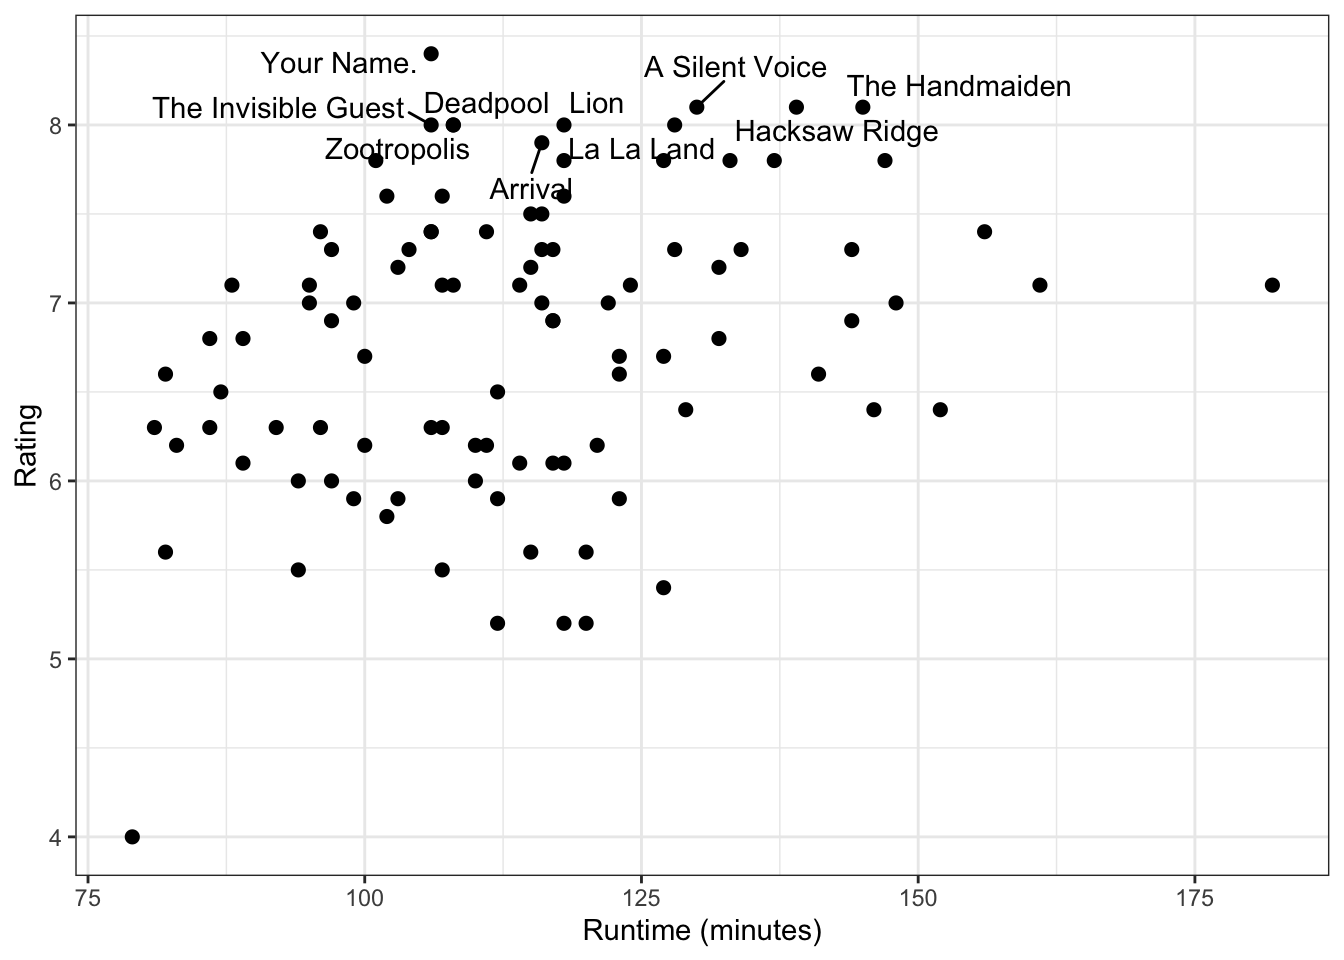 A Silent Voice
Your Name.
The Handmaiden
The Invisible Guest
Deadpool
Lion
Hacksaw Ridge
Zootropolis
La La Land
Arrival
8
7
6
5
4
Rating
75
100
125
150
175
Runtime (minutes)